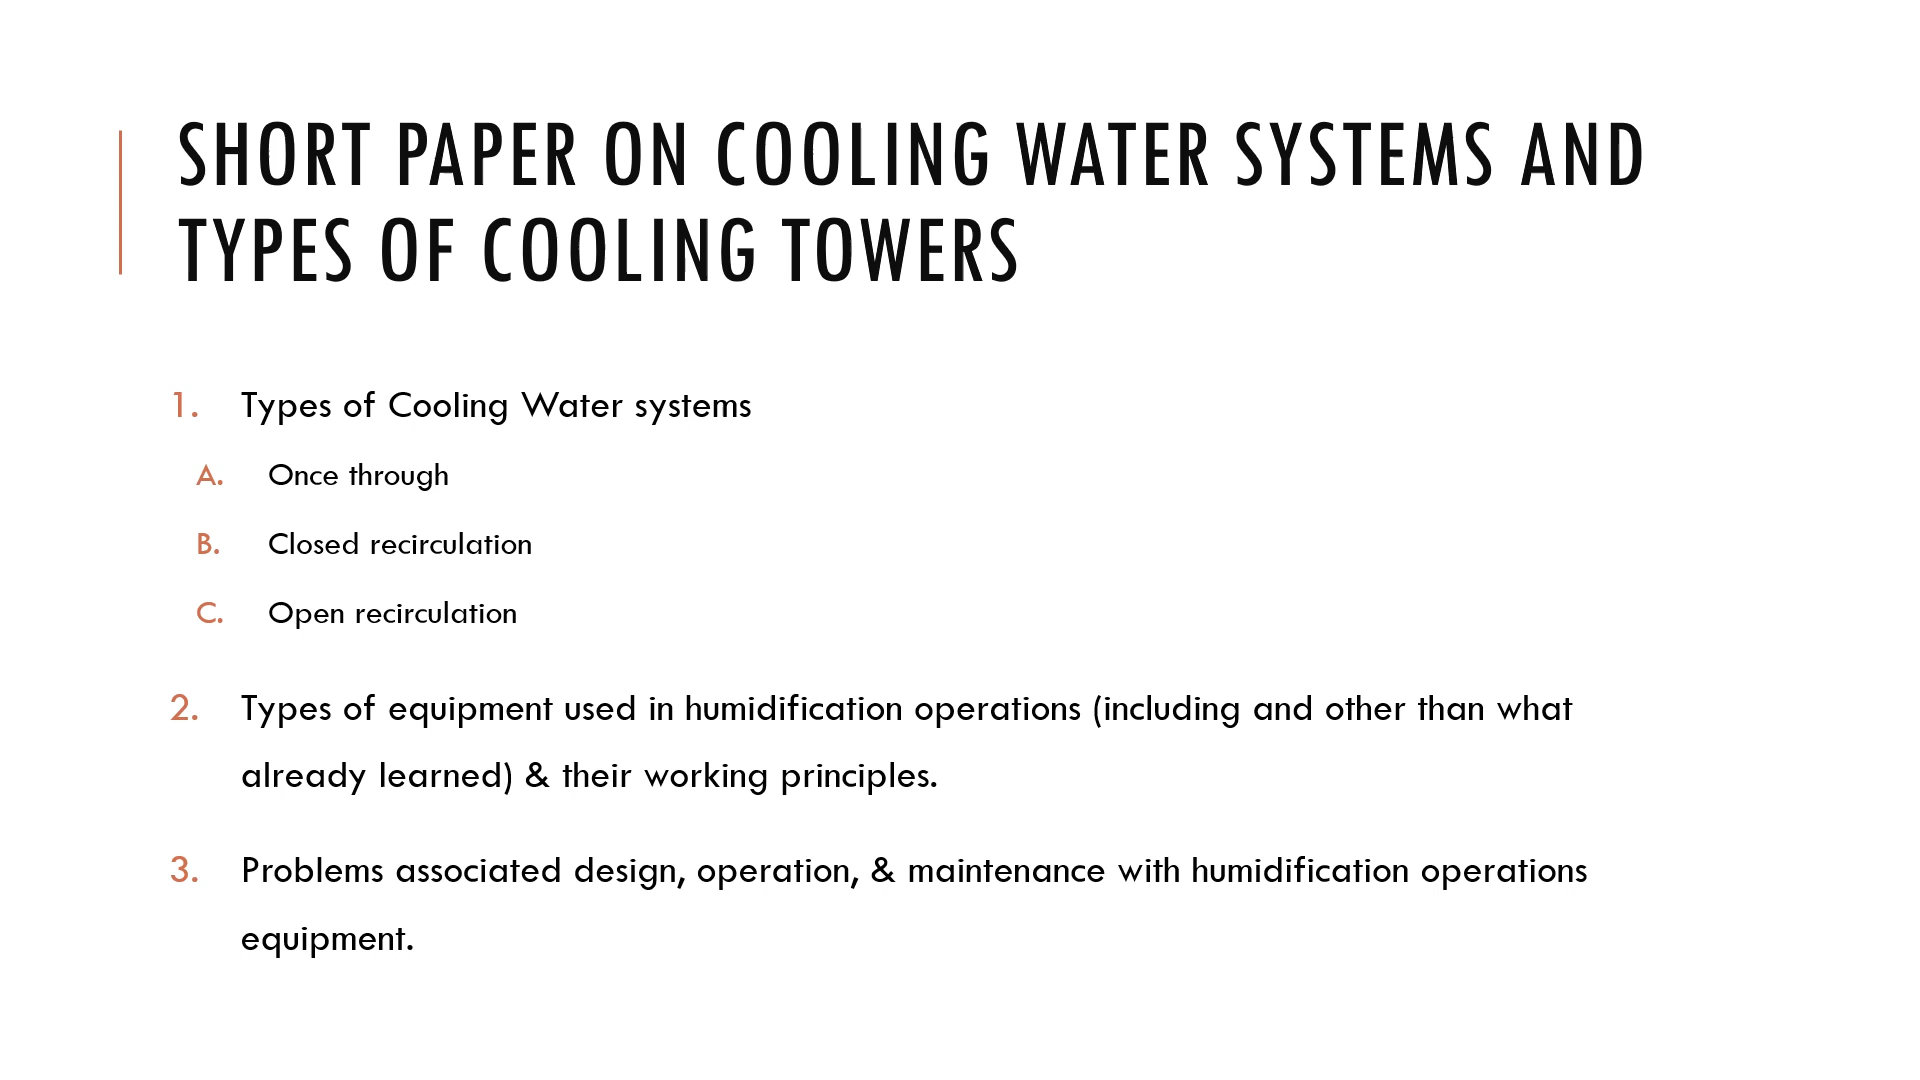 SHORT PAPER ON COOLING WATER SYSTEMS AND
TYPES OF COOLING TOWERS
1. Types of Cooling Water systems
A. Once through
B. Closed recirculation
C. Open recirculation
2. Types of equipment used in humidification operations (including and other than what
already learned) & their working principles.
3. Problems associated design, operation, & maintenance with humidification operations
equipment.